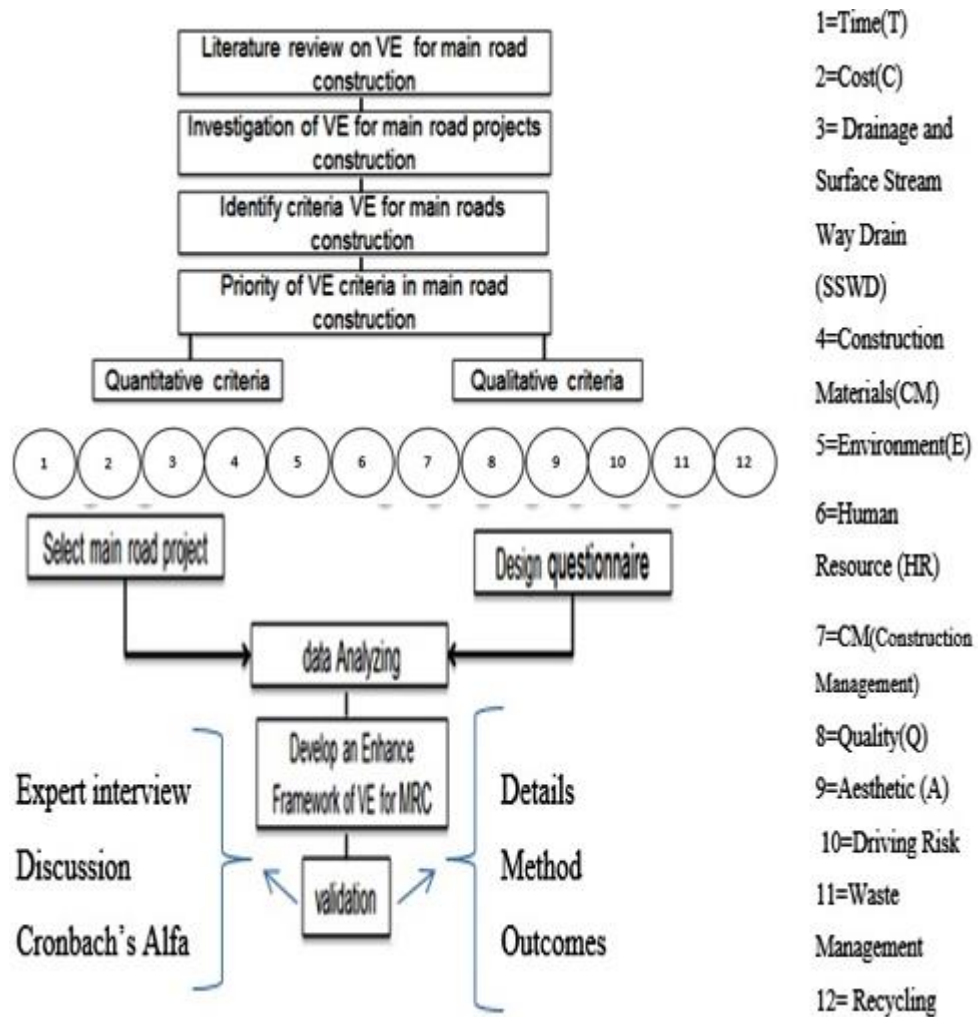 Literature review on VE for main road
construction
Investigation of VE for main road projects
construction
Identify criteria VE for main roads
construction
Priority of VE criteria in main road
construction
Quantitative criteria
Qualitative criteria
1 2 3 4 5 6 7 8 9 10 11 12
Select main road project
Design questionnaire
data Analyzing
Develop an Enhance
Framework of VE for MRC
validation
Expert interview
Discussion
Cronbach's Alfa
Details
Method
Outcomes
1=Time(T)
2=Cost(C)
3= Drainage and
Surface Stream
Way Drain
(SSWD)
4=Construction
Materials(CM)
5=Environment(E)
6=Human
Resource (HR)
7=CM(Construction
Management)
8=Quality(Q)
9=Aesthetic (A)
10=Driving Risk
11=Waste
Management
12= Recycling